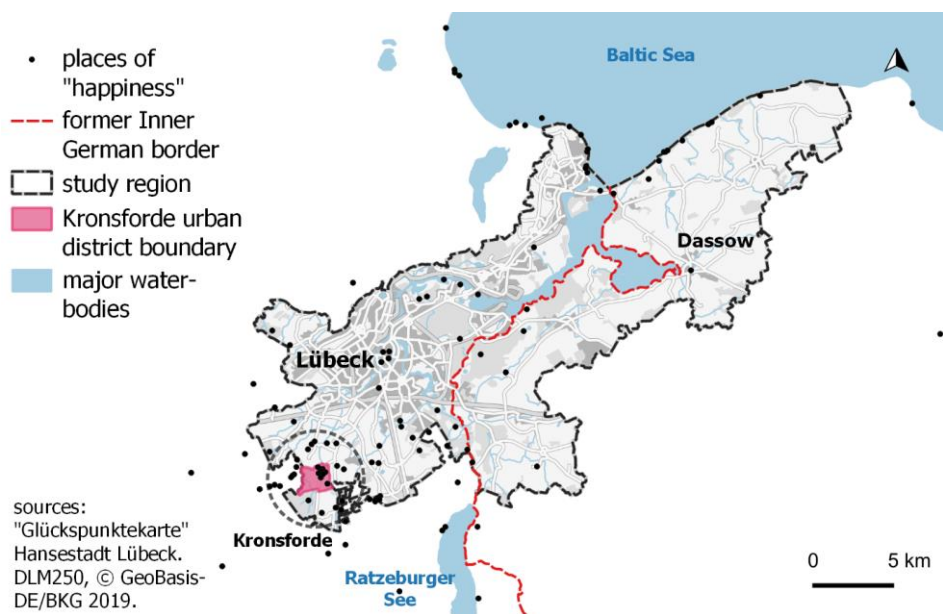 places of
"happiness"
former Inner
German border
study region
Kronsforde urban
district boundary
major water-
bodies
sources:
"Glückspunktekarte"
Hansestadt Lübeck.
DLM250, © GeoBasis-
DE/BKG 2019.
Baltic Sea
Dassow
Lübeck
Kronsforde
Ratzeburger
See
0 5 km